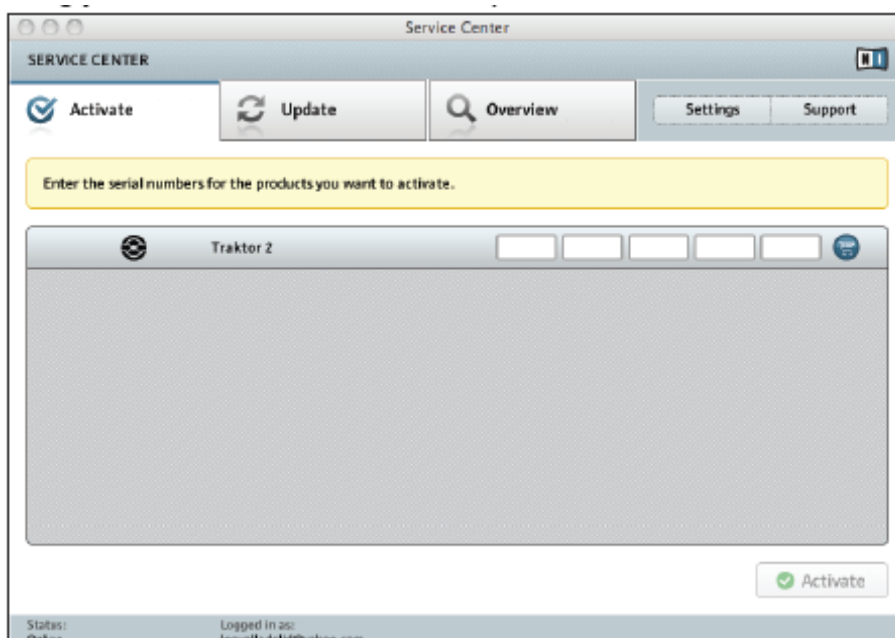 Service Center
SERVICE CENTER
Activate Update Overview Settings Support
Enter the serial numbers for the products you want to activate.
Traktor 2
Activate
Status: Logged in as: